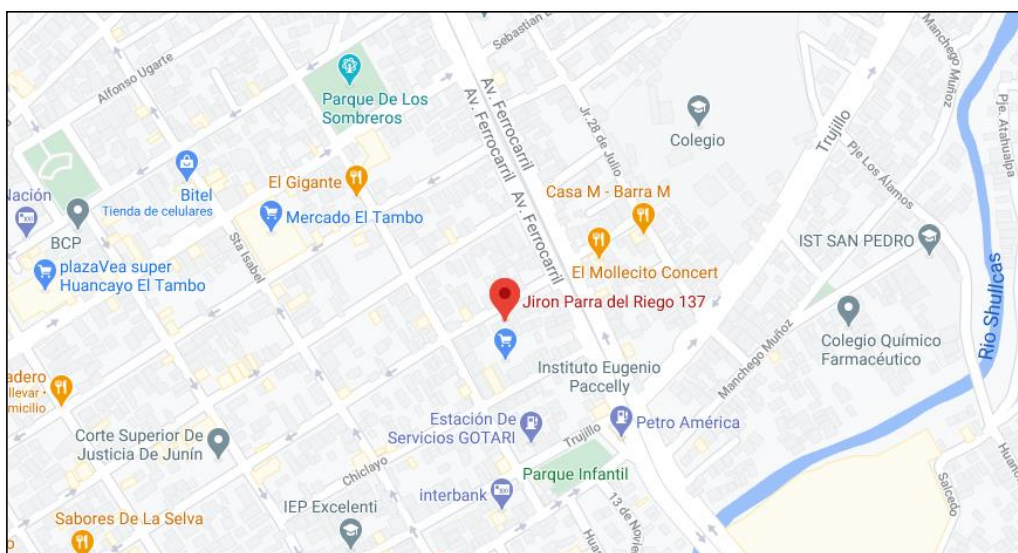 Sebastian
Alfonso Ugarte
Parque De Los
Sombreros
Av. Ferrocarril
Av. Ferrocarril
Av. Ferrocarril
Jr. 28 de Julio
Colegio
Trujillo
Manchego Muñoz
Pje. Atahualpa
Pje Los Álamos
Nación
Bitel
Tienda de celulares
El Gigante
Mercado El Tambo
BCP
Sta Isabel
plazaVea super
Huancayo El Tambo
Casa M - Barra M
El Mollecito Concert
IST SAN PEDRO
Rio Shullcas
Jiron Parra del Riego 137
Colegio Químico
Farmacéutico
Manchego Muñoz
Instituto Eugenio
Paccelly
Estación De
Servicios GOTARI
Trujillo
Petro América
Corte Superior De
Justicia De Junín
Chiclayo
Parque Infantil
interbank
13 de Novie
Salcedo
IEP Excelenti
Sabores De La Selva